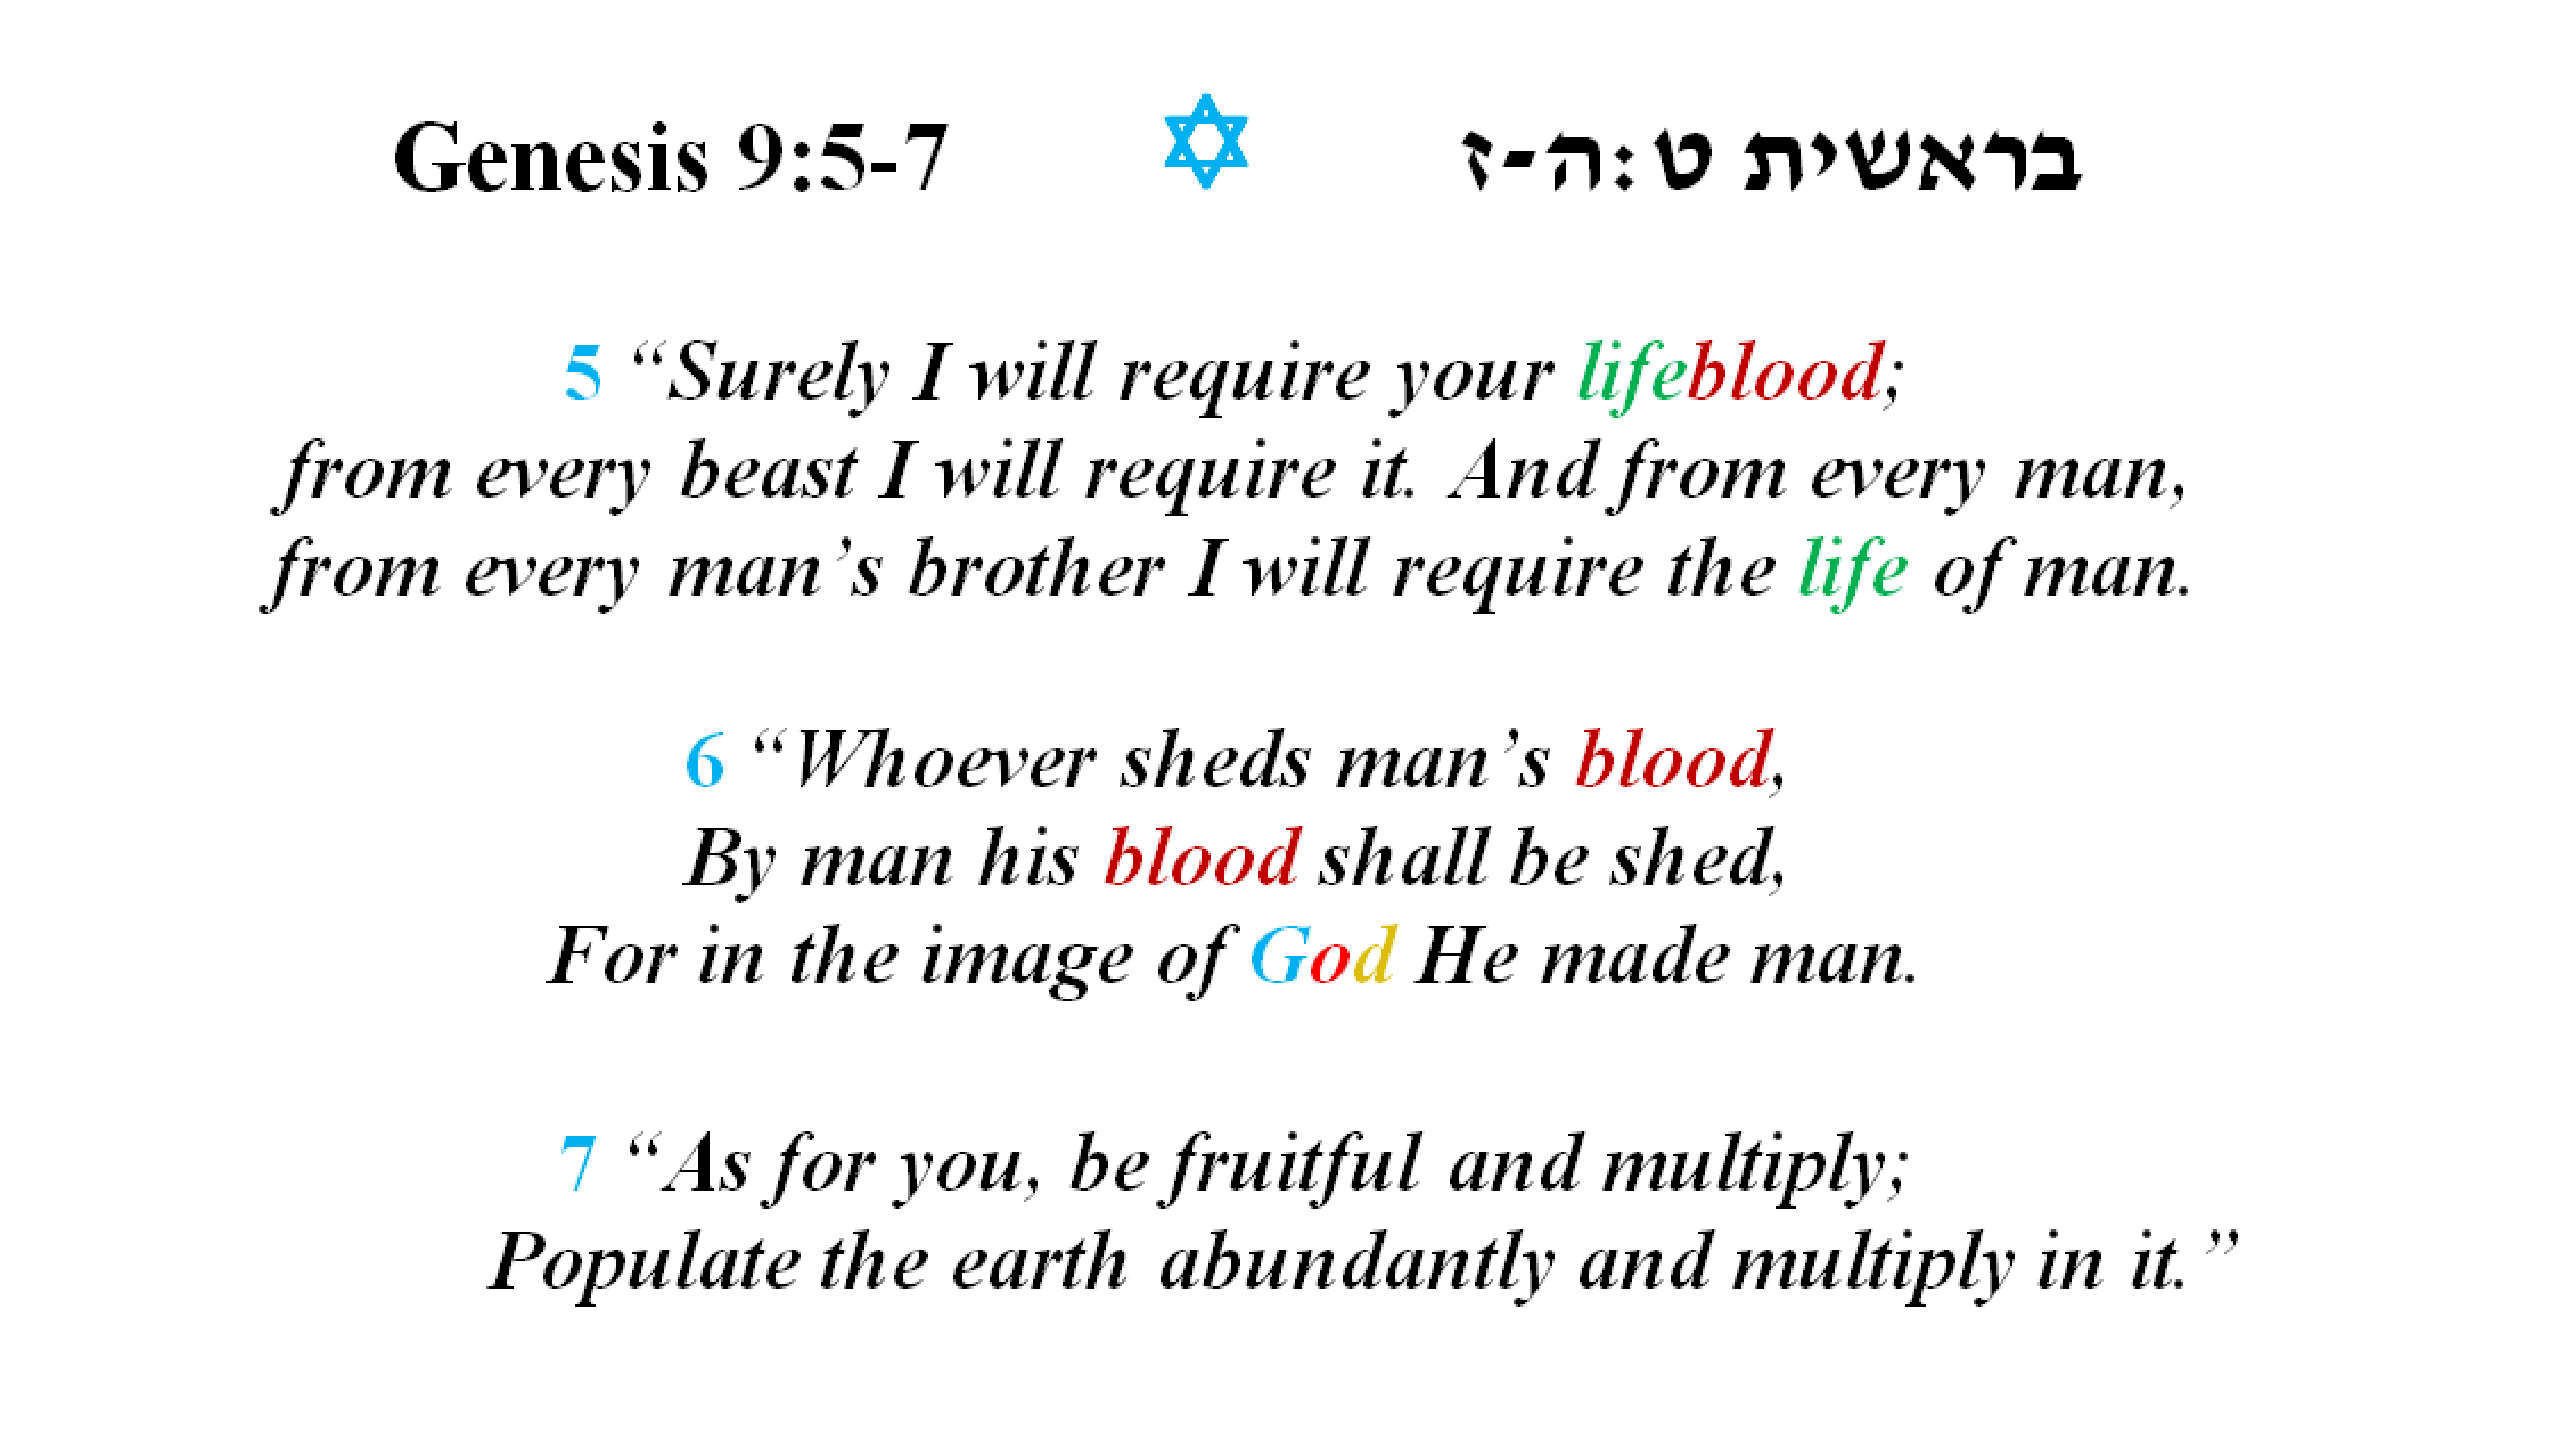 Genesis 9:5-7 ✡ בראשית ט:ה-ז
5 “Surely I will require your lifeblood;
from every beast I will require it. And from every man,
from every man’s brother I will require the life of man.
6 “Whoever sheds man’s blood,
By man his blood shall be shed,
For in the image of God He made man.
7 “As for you, be fruitful and multiply;
Populate the earth abundantly and multiply in it.”